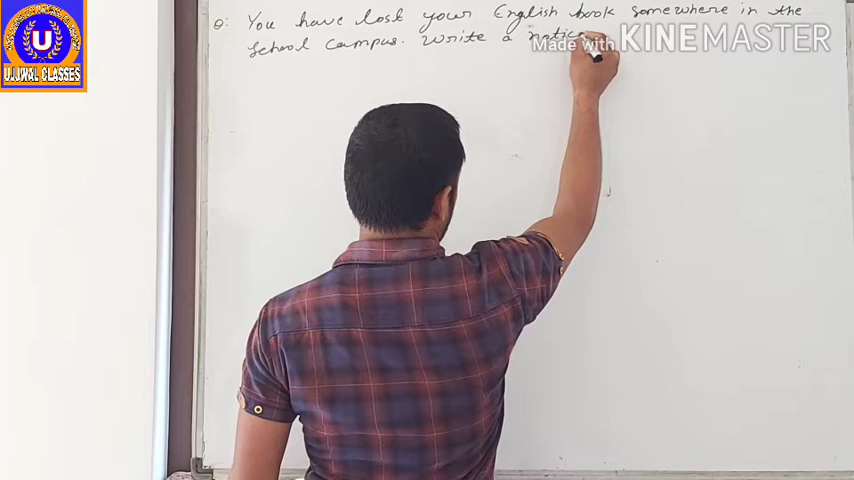 Q: You have lost your English book somewhere in the
school campus. Write a notice
Made with KINEMASTER
U
UJJWAL CLASSES